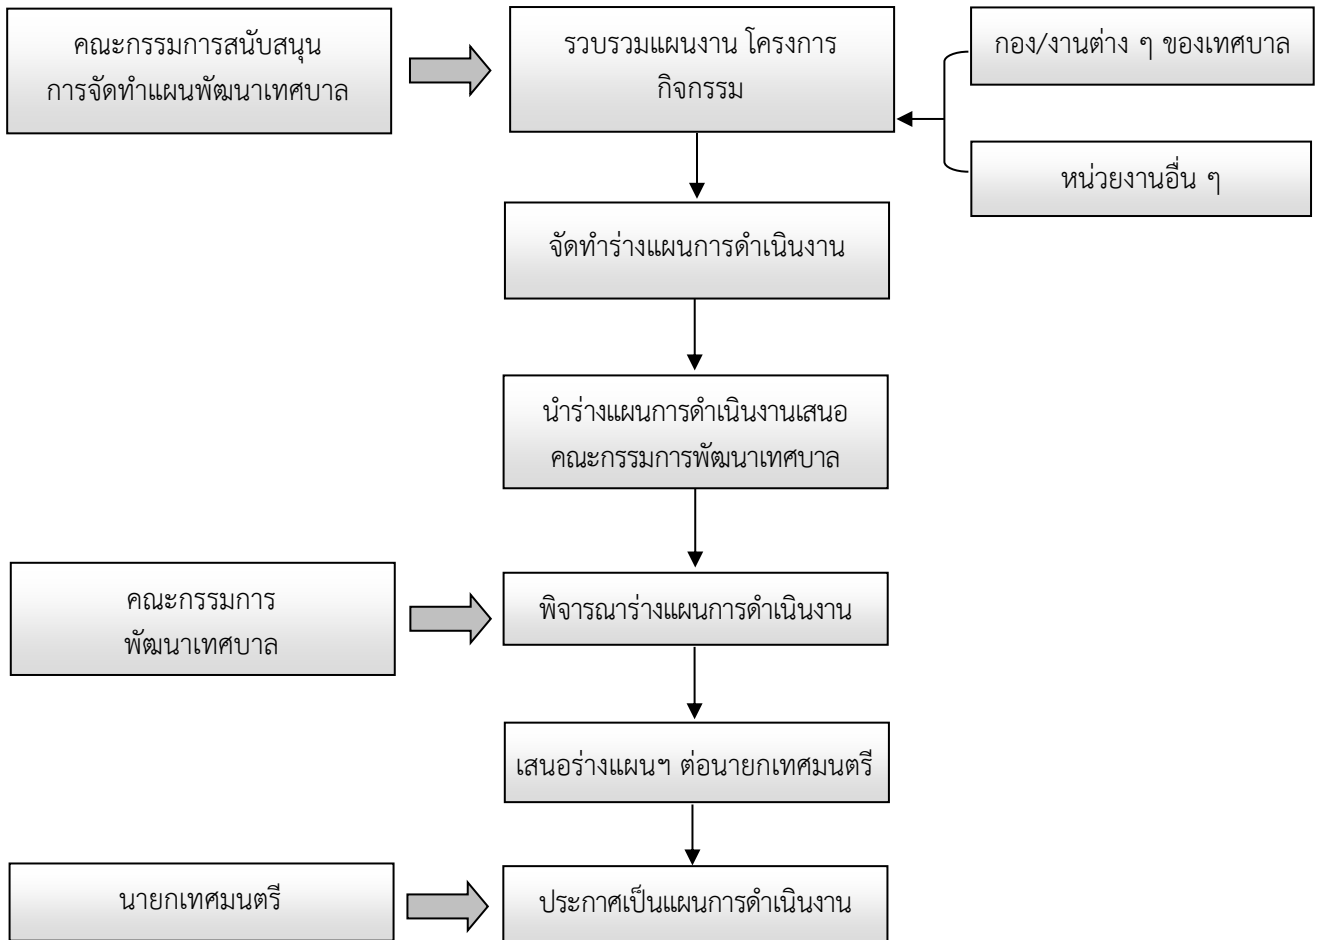 คณะกรรมการสนับสนุน
การจัดทำแผนพัฒนาเทศบาล
รวบรวมแผนงาน โครงการ
กิจกรรม
กอง/งานต่าง ๆ ของเทศบาล
หน่วยงานอื่น ๆ
จัดทำร่างแผนการดำเนินงาน
นำร่างแผนการดำเนินงานเสนอ
คณะกรรมการพัฒนาเทศบาล
คณะกรรมการ
พัฒนาเทศบาล
พิจารณาร่างแผนการดำเนินงาน
เสนอร่างแผนฯ ต่อนายกเทศมนตรี
นายกเทศมนตรี
ประกาศเป็นแผนการดำเนินงาน